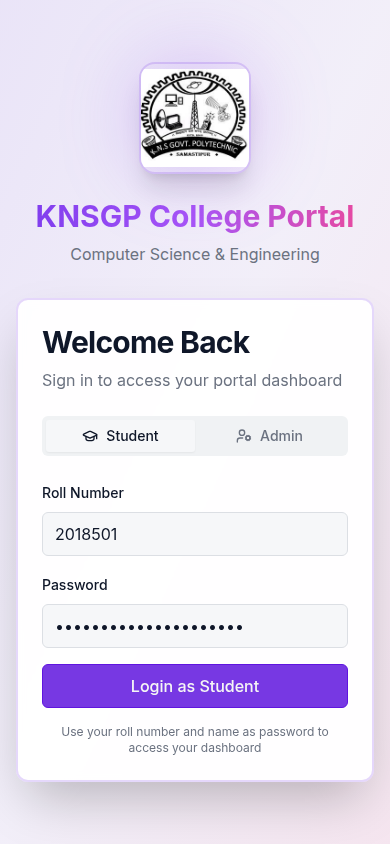 K.N.S GOVT. POLYTECHNIC
SAMASTIPUR
KNSGP College Portal
Computer Science & Engineering
Welcome Back
Sign in to access your portal dashboard
Student
Admin
Roll Number
2018501
Password
Login as Student
Use your roll number and name as password to
access your dashboard